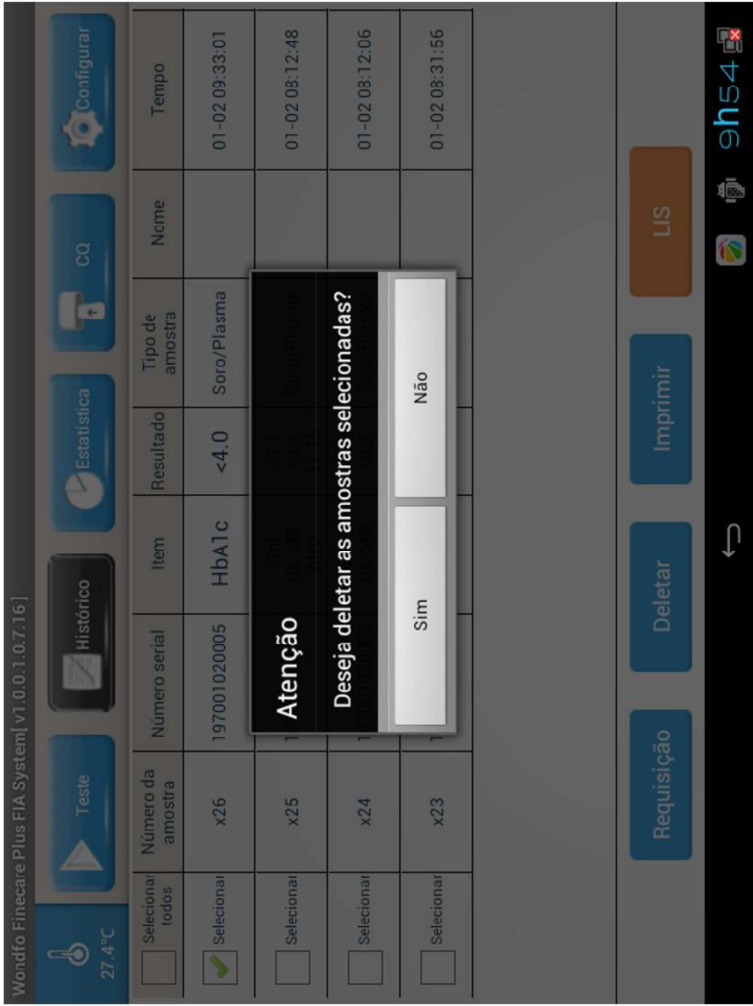 Wondfo Finecare Plus FIA System[ v1.0.0.1.0.7.16 ]
27.4℃
Teste
Histórico
Estatística
CQ
Configurar
Selecionar todos
Número da amostra
Número serial
Item
Resultado
Tipo de amostra
Nome
Tempo
Selecionar x26 197001020005 HbA1c <4.0 Soro/Plasma 01-02 09:33:01
Selecionar x25 01-02 08:12:48
Selecionar x24 01-02 08:12:06
Selecionar x23 01-02 08:31:56
Atenção
Deseja deletar as amostras selecionadas?
Sim
Não
Requisição
Deletar
Imprimir
LIS
9h54